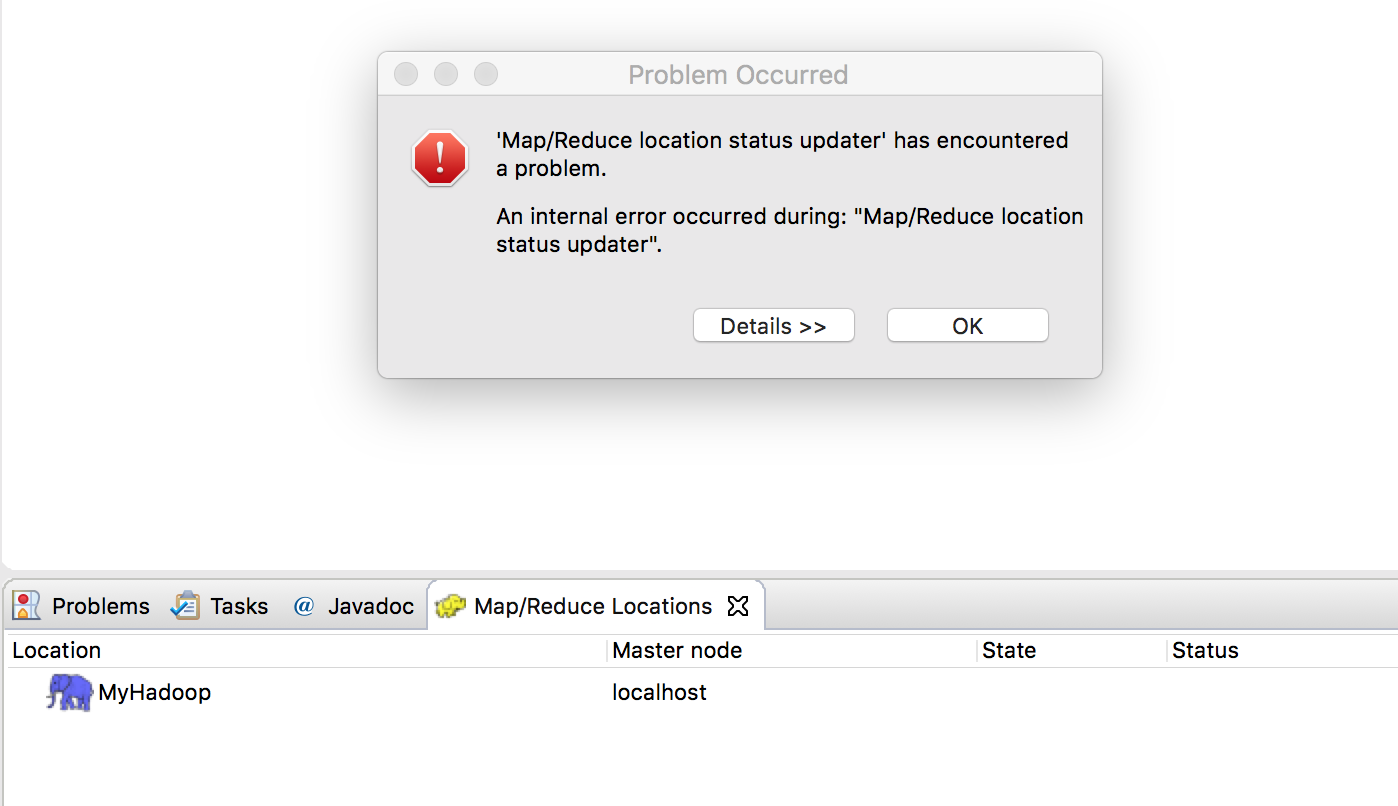 Problem Occurred
'Map/Reduce location status updater' has encountered
a problem.
An internal error occurred during: "Map/Reduce location
status updater".
Details >> OK
Problems Tasks @ Javadoc Map/Reduce Locations
Location Master node State Status
MyHadoop localhost